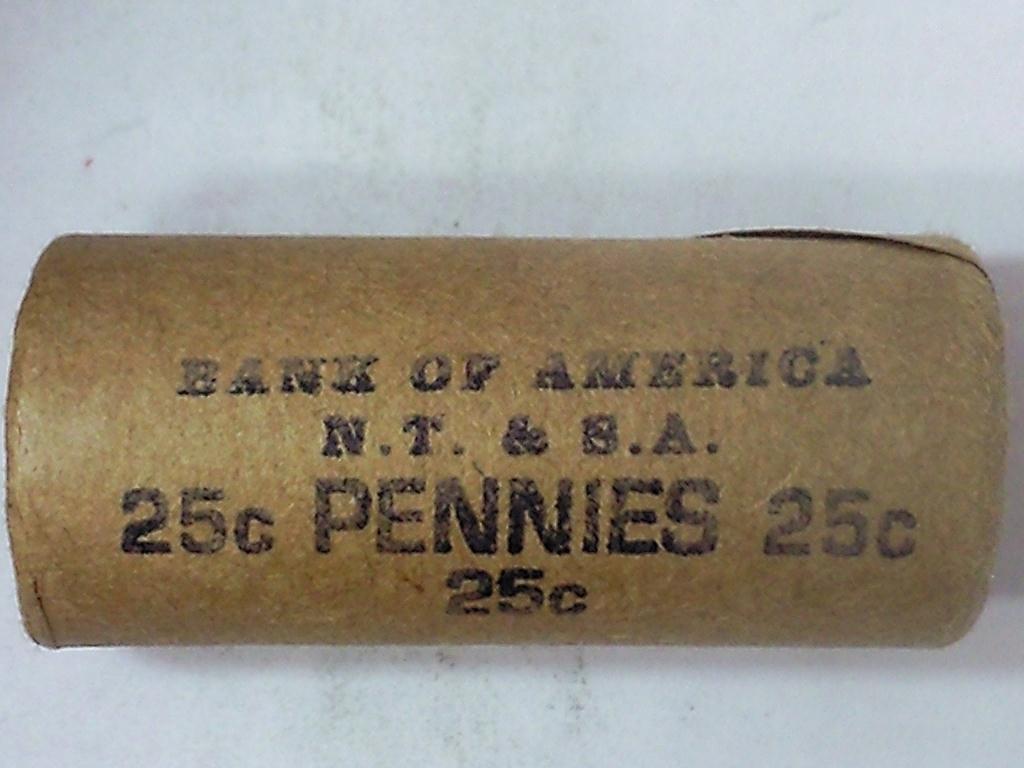 BANK OF AMERICA
N.T. & S.A.
25c PENNIES 25c
25c